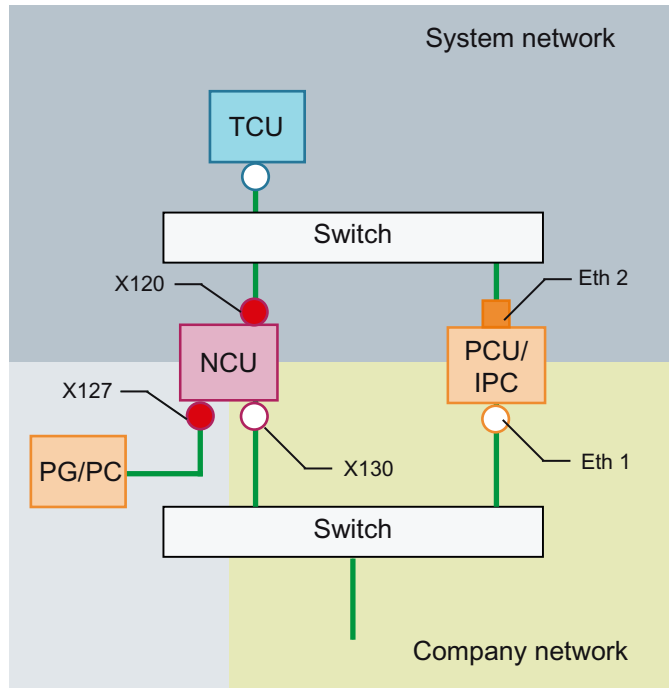 System network
TCU
Switch
X120
Eth 2
NCU
PCU/
IPC
X127
PG/PC
X130
Eth 1
Switch
Company network